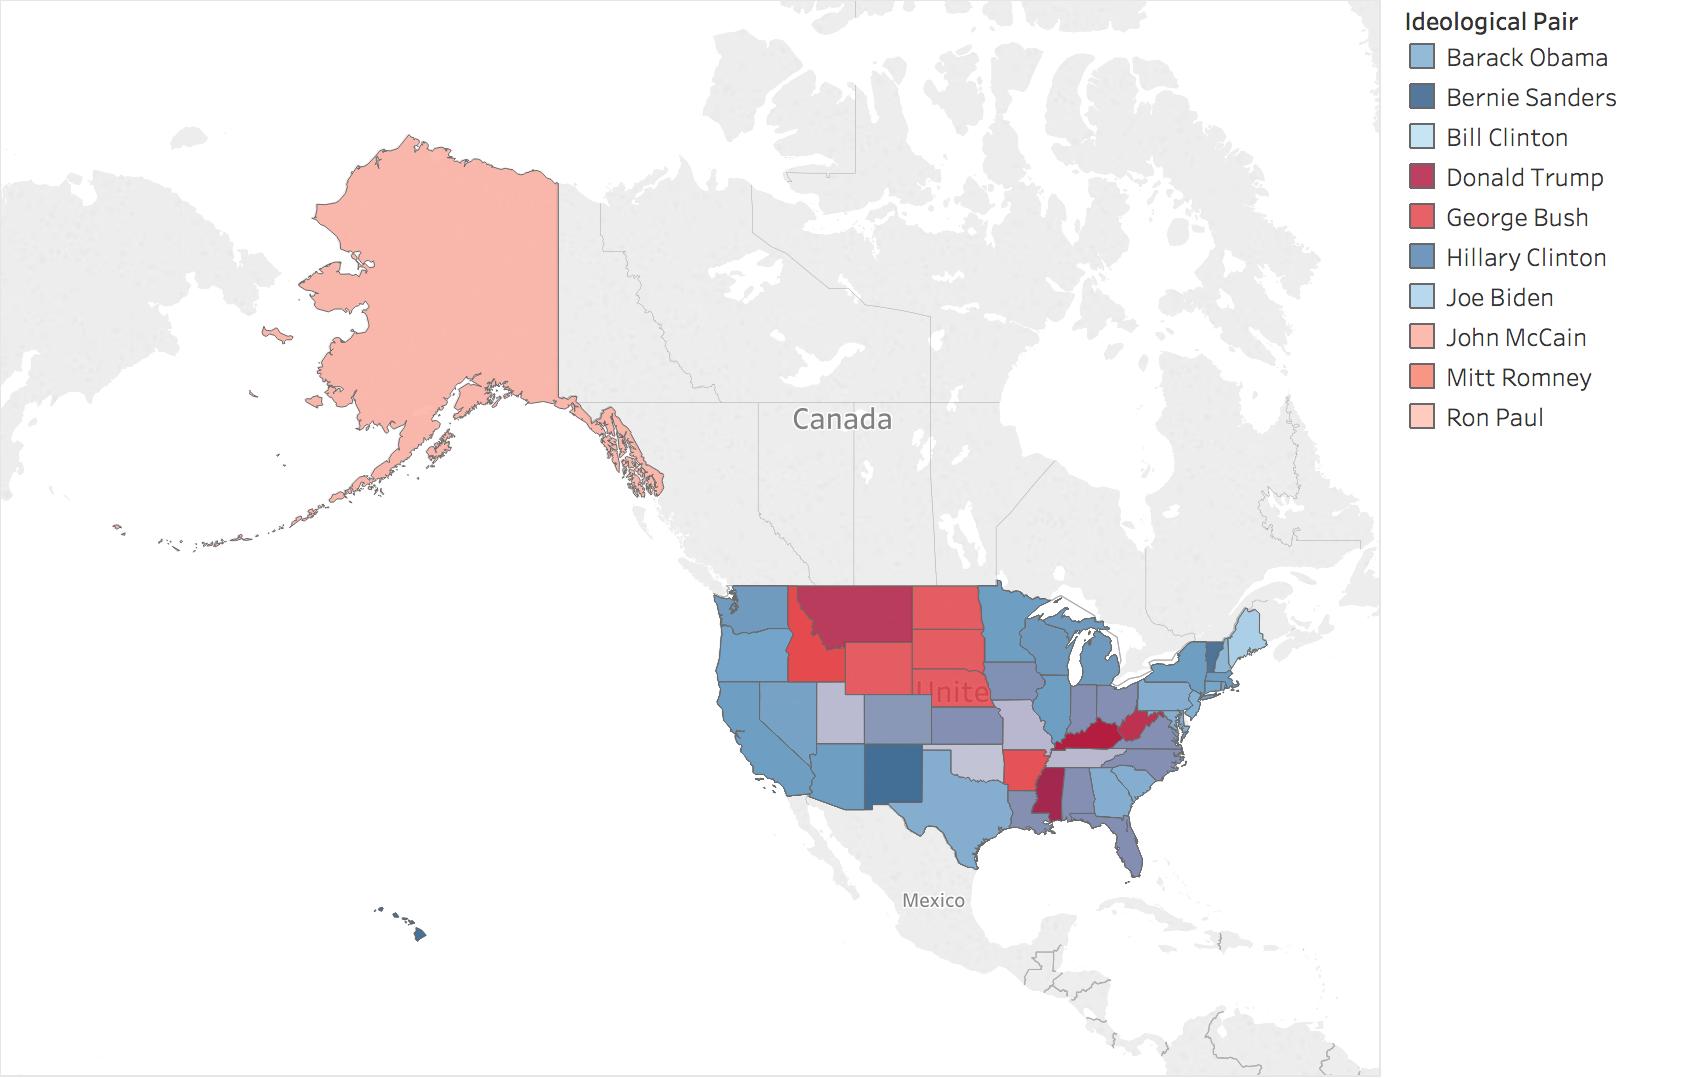 Ideological Pair
Barack Obama
Bernie Sanders
Bill Clinton
Donald Trump
George Bush
Hillary Clinton
Joe Biden
John McCain
Mitt Romney
Ron Paul
Canada
Unite
Mexico